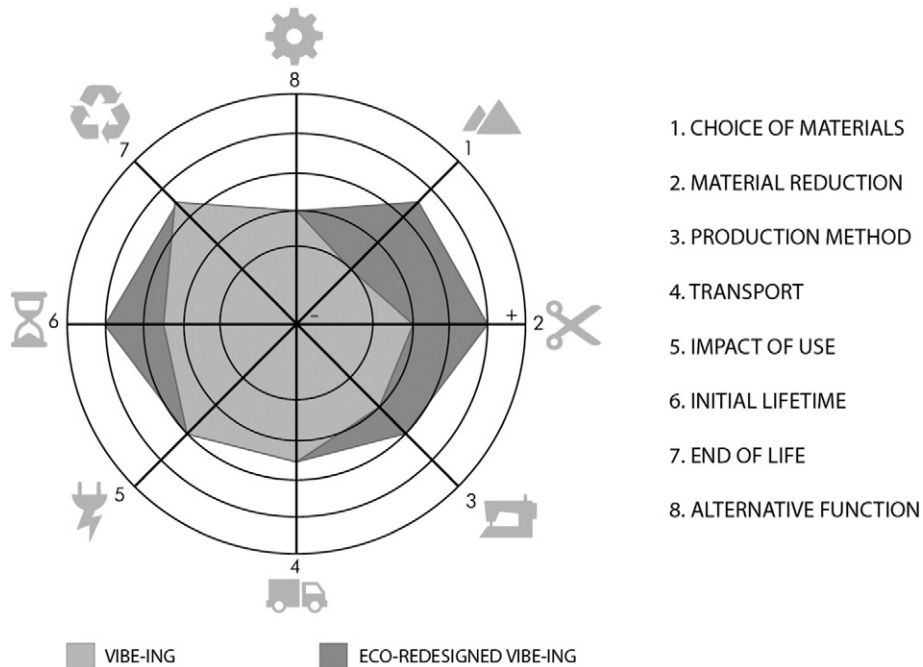 8
7
1
1. CHOICE OF MATERIALS
2. MATERIAL REDUCTION
3. PRODUCTION METHOD
4. TRANSPORT
- + 
6
2
5. IMPACT OF USE
6. INITIAL LIFETIME
7. END OF LIFE
5
3
8. ALTERNATIVE FUNCTION
4
VIBE-ING
ECO-REDESIGNED VIBE-ING